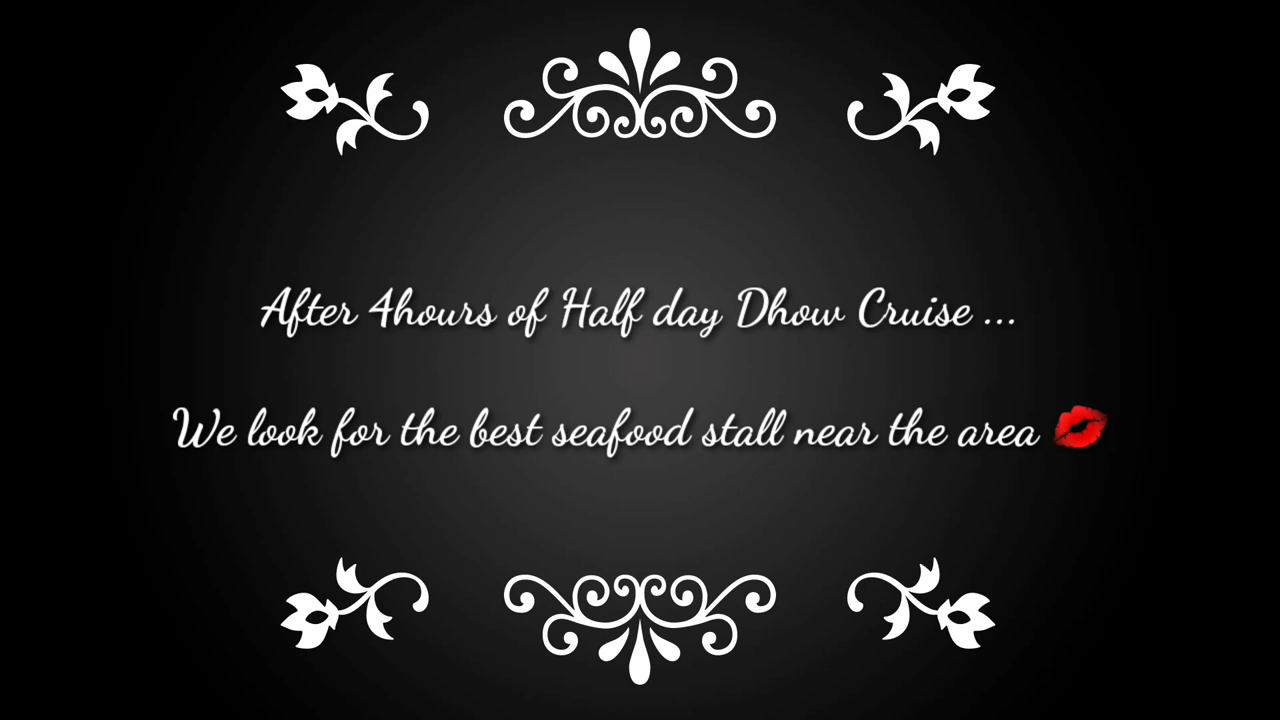 After 4hours of Half day Dhow Cruise ...
We look for the best seafood stall near the area 💋